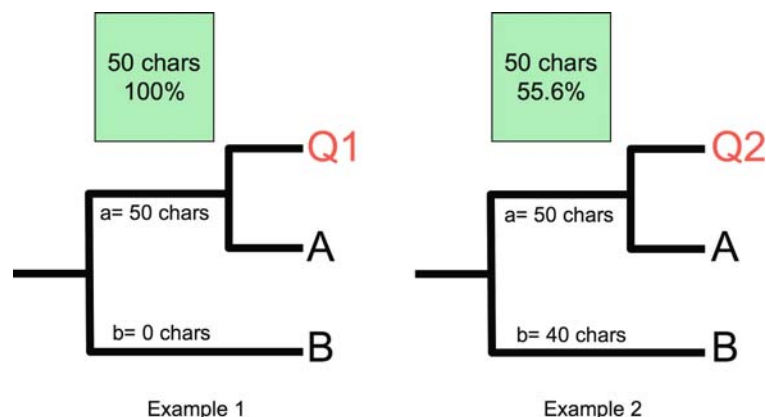 50 chars
100%
Q1
a= 50 chars
A
b= 0 chars
B
Example 1
50 chars
55.6%
Q2
a= 50 chars
A
b= 40 chars
B
Example 2